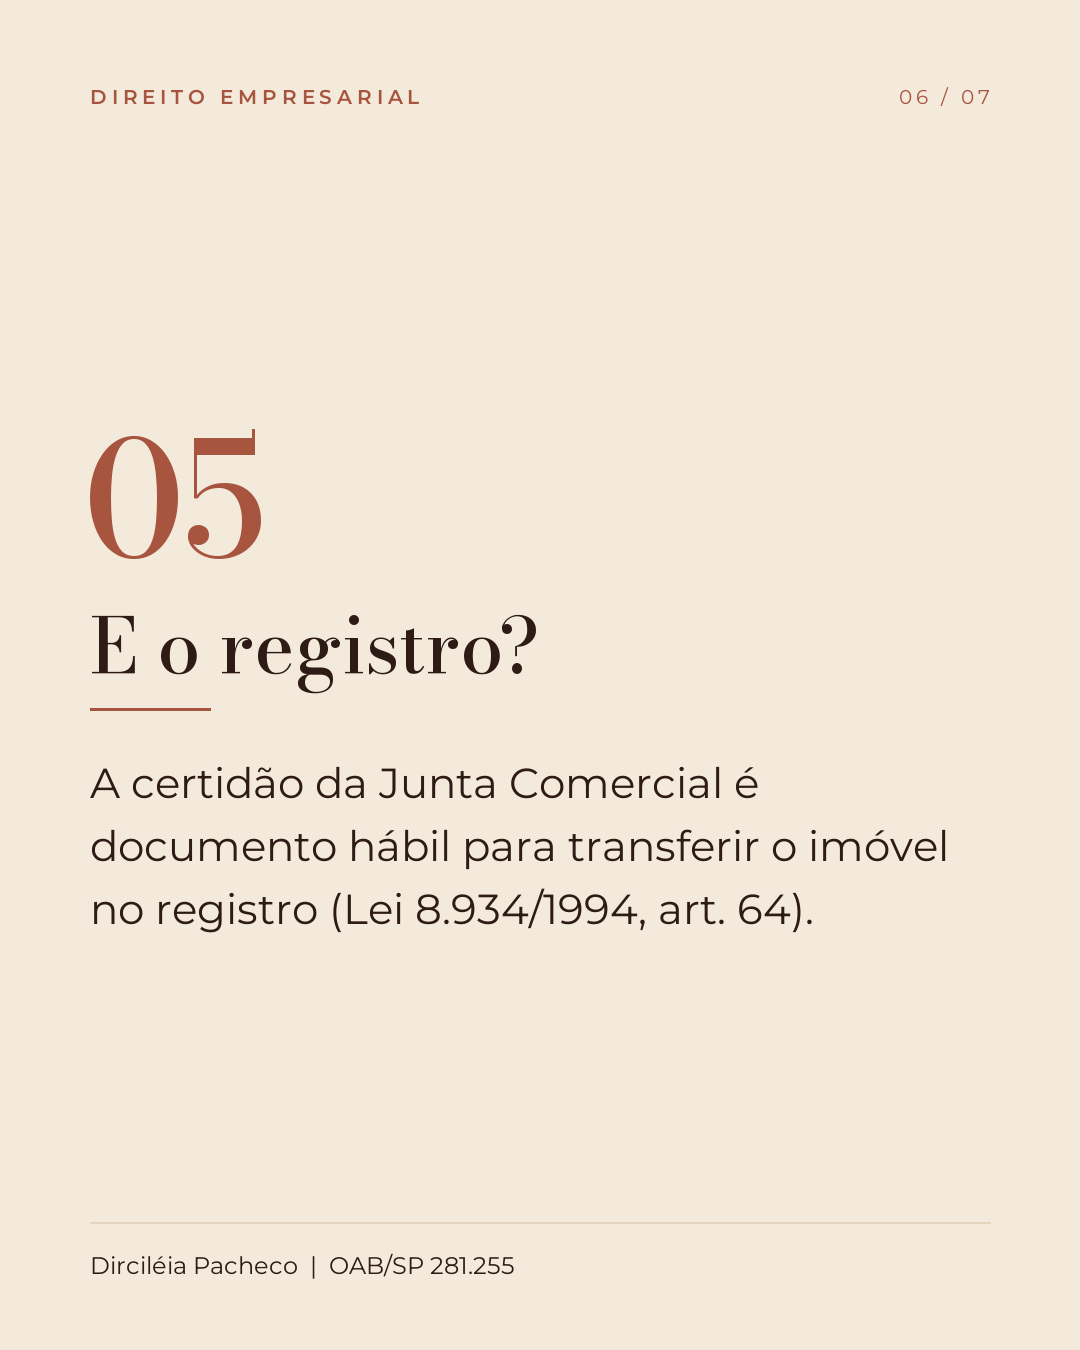 DIREITO EMPRESARIAL
06 / 07
05
E o registro?
A certidão da Junta Comercial é
documento hábil para transferir o imóvel
no registro (Lei 8.934/1994, art. 64).
Dirciléia Pacheco | OAB/SP 281.255